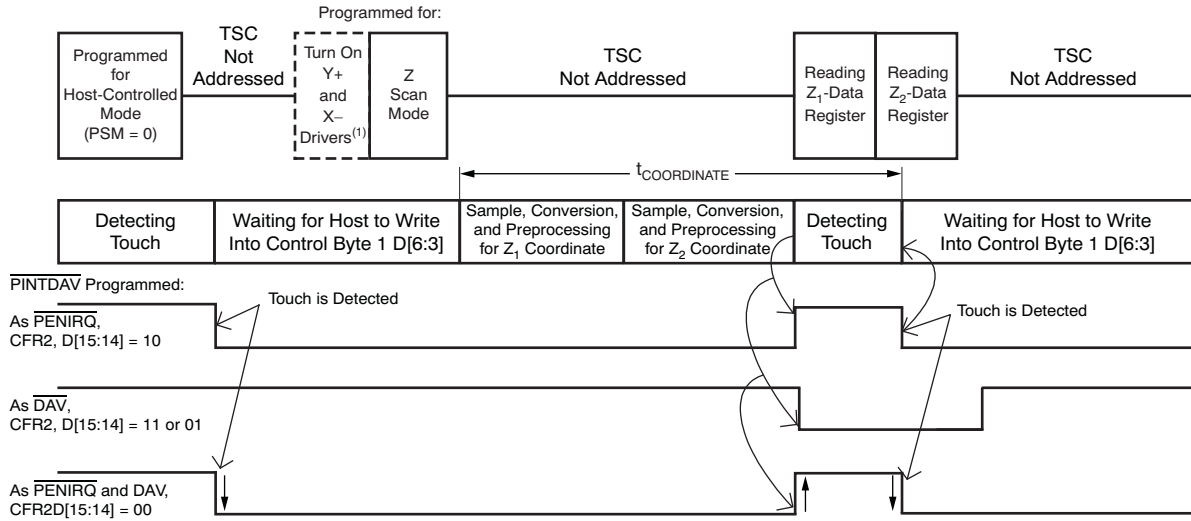 Programmed for:
Programmed
for
Host-Controlled
Mode
(PSM = 0)
TSC
Not
Addressed
Turn On
Y+
and
X–
Drivers(1)
Z
Scan
Mode
TSC
Not Addressed
Reading
Z1-Data
Register
Reading
Z2-Data
Register
TSC
Not Addressed
tCOORDINATE
Detecting
Touch
Waiting for Host to Write
Into Control Byte 1 D[6:3]
Sample, Conversion,
and Preprocessing
for Z1 Coordinate
Sample, Conversion,
and Preprocessing
for Z2 Coordinate
Detecting
Touch
Waiting for Host to Write
Into Control Byte 1 D[6:3]
PINTDAV Programmed:
Touch is Detected
Touch is Detected
As PENIRQ,
CFR2, D[15:14] = 10
As DAV,
CFR2, D[15:14] = 11 or 01
As PENIRQ and DAV,
CFR2D[15:14] = 00